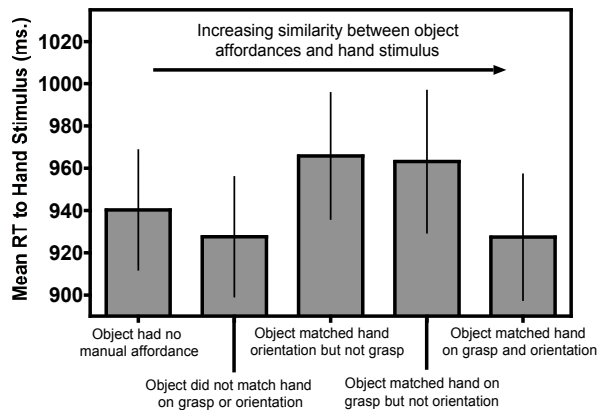 Mean RT to Hand Stimulus (ms.)
1020
1000
980
960
940
920
900
Increasing similarity between object
affordances and hand stimulus
Object had no
manual affordance
Object did not match hand
on grasp or orientation
Object matched hand
orientation but not grasp
Object matched hand on
grasp but not orientation
Object matched hand
on grasp and orientation